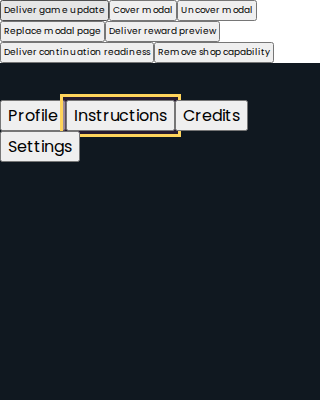 Deliver game update Cover modal Uncover modal
Replace modal page Deliver reward preview
Deliver continuation readiness Remove shop capability
Profile Instructions Credits
Settings